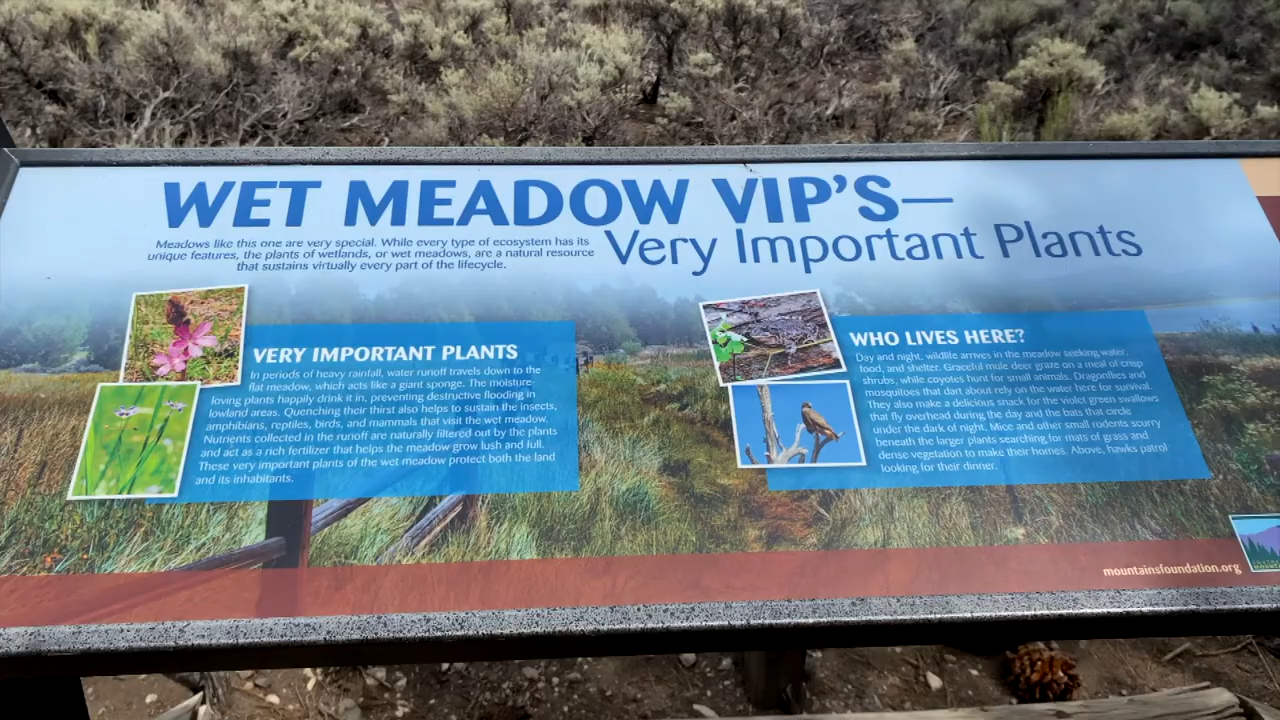 WET MEADOW VIP'S—
Very Important Plants
Meadows like this one are very special. While every type of ecosystem has its
unique features, the plants of wetlands, or wet meadows, are a natural resource
that sustains virtually every part of the lifecycle.
VERY IMPORTANT PLANTS
In periods of heavy rainfall, water runoff travels down to the
flat meadow, which acts like a giant sponge. The moisture-
loving plants happily drink it in, preventing destructive flooding in
lowland areas. Quenching their thirst also helps to sustain the insects,
amphibians, reptiles, birds, and mammals that visit the wet meadow.
Nutrients collected in the runoff are naturally filtered out by the plants
and act as a rich fertilizer that helps the meadow grow lush and full.
These very important plants of the wet meadow protect both the land
and its inhabitants.
WHO LIVES HERE?
Day and night, wildlife arrives in the meadow seeking water,
food, and shelter. Graceful mule deer graze on a meal of crisp
shrubs, while coyotes hunt for small animals. Dragonflies and
mosquitoes that dart about rely on the water here for survival.
They also make a delicious snack for the violet green swallows
that fly overhead during the day and the bats that circle
under the dark of night. Mice and other small rodents scurry
beneath the larger plants searching for mats of grass and
dense vegetation to make their homes. Above, hawks patrol
looking for their dinner.
mountainsfoundation.org